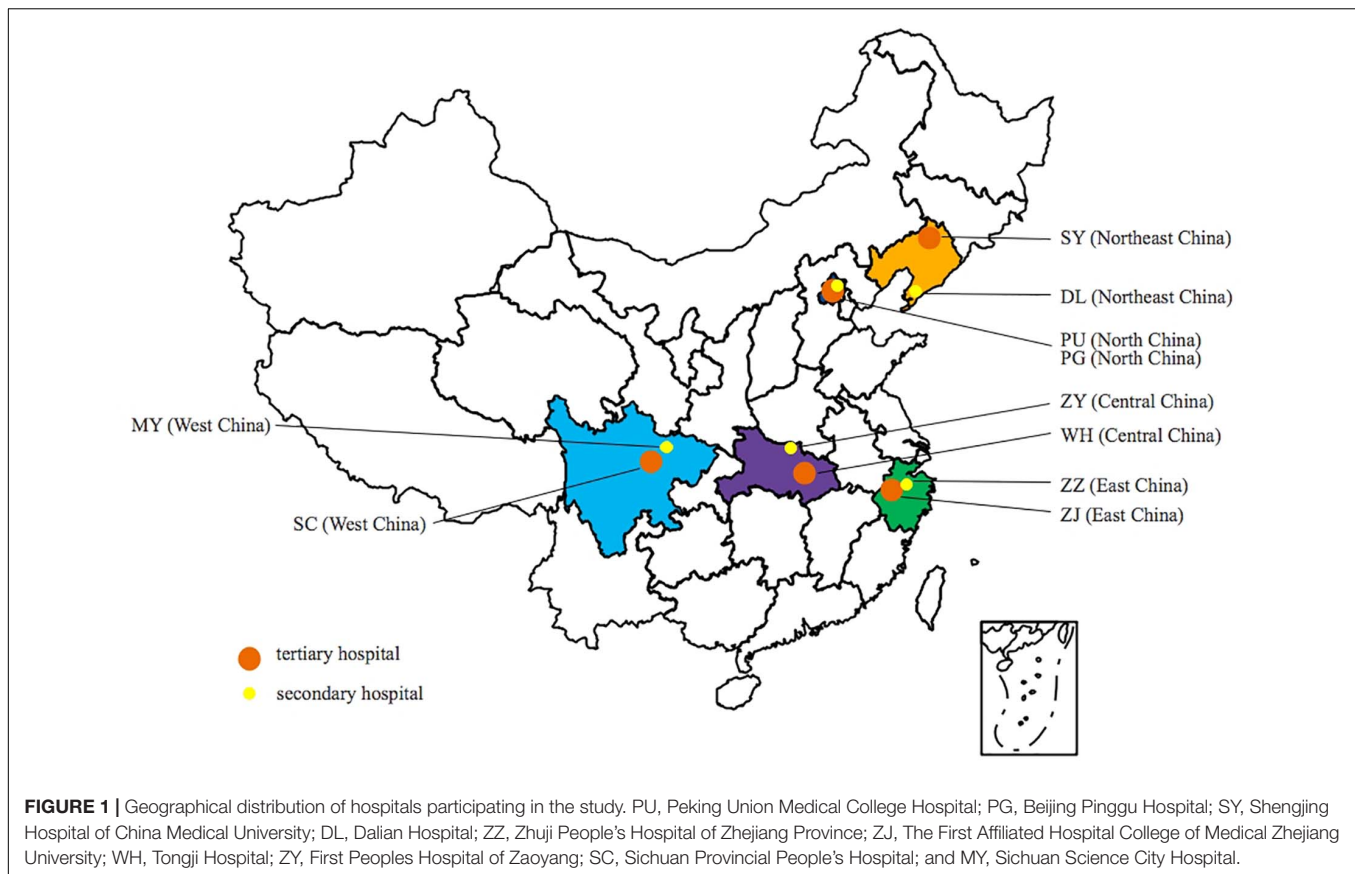 SY (Northeast China)
DL (Northeast China)
PU (North China)
PG (North China)
ZY (Central China)
MY (West China)
WH (Central China)
ZZ (East China)
ZJ (East China)
SC (West China)
tertiary hospital
secondary hospital
FIGURE 1 | Geographical distribution of hospitals participating in the study. PU, Peking Union Medical College Hospital; PG, Beijing Pinggu Hospital; SY, Shengjing
Hospital of China Medical University; DL, Dalian Hospital; ZZ, Zhuji People's Hospital of Zhejiang Province; ZJ, The First Affiliated Hospital College of Medical Zhejiang
University; WH, Tongji Hospital; ZY, First Peoples Hospital of Zaoyang; SC, Sichuan Provincial People's Hospital; and MY, Sichuan Science City Hospital.